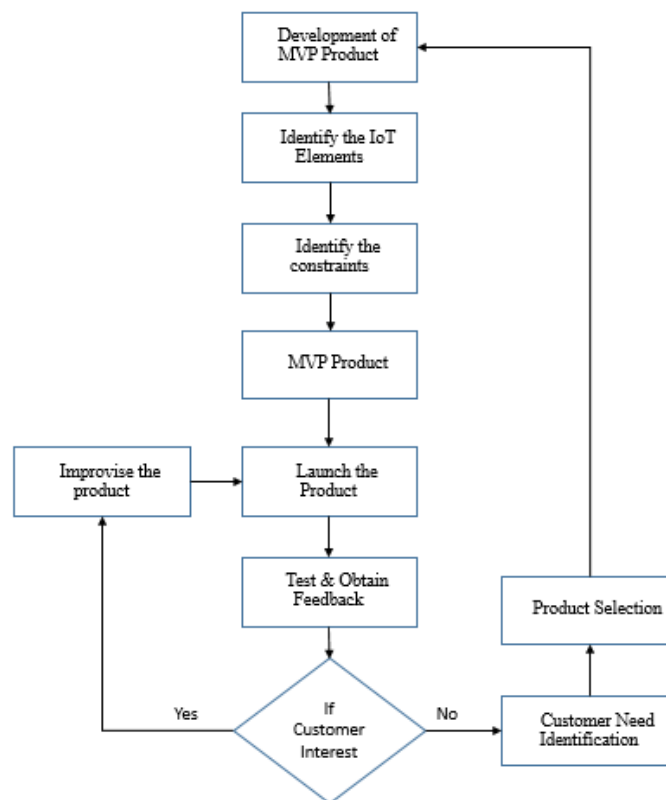 Development of
MVP Product
Identify the IoT
Elements
Identify the
constraints
MVP Product
Improvise the
product
Launch the
Product
Test & Obtain
Feedback
Product Selection
Yes
If
Customer
Interest
No
Customer Need
Identification